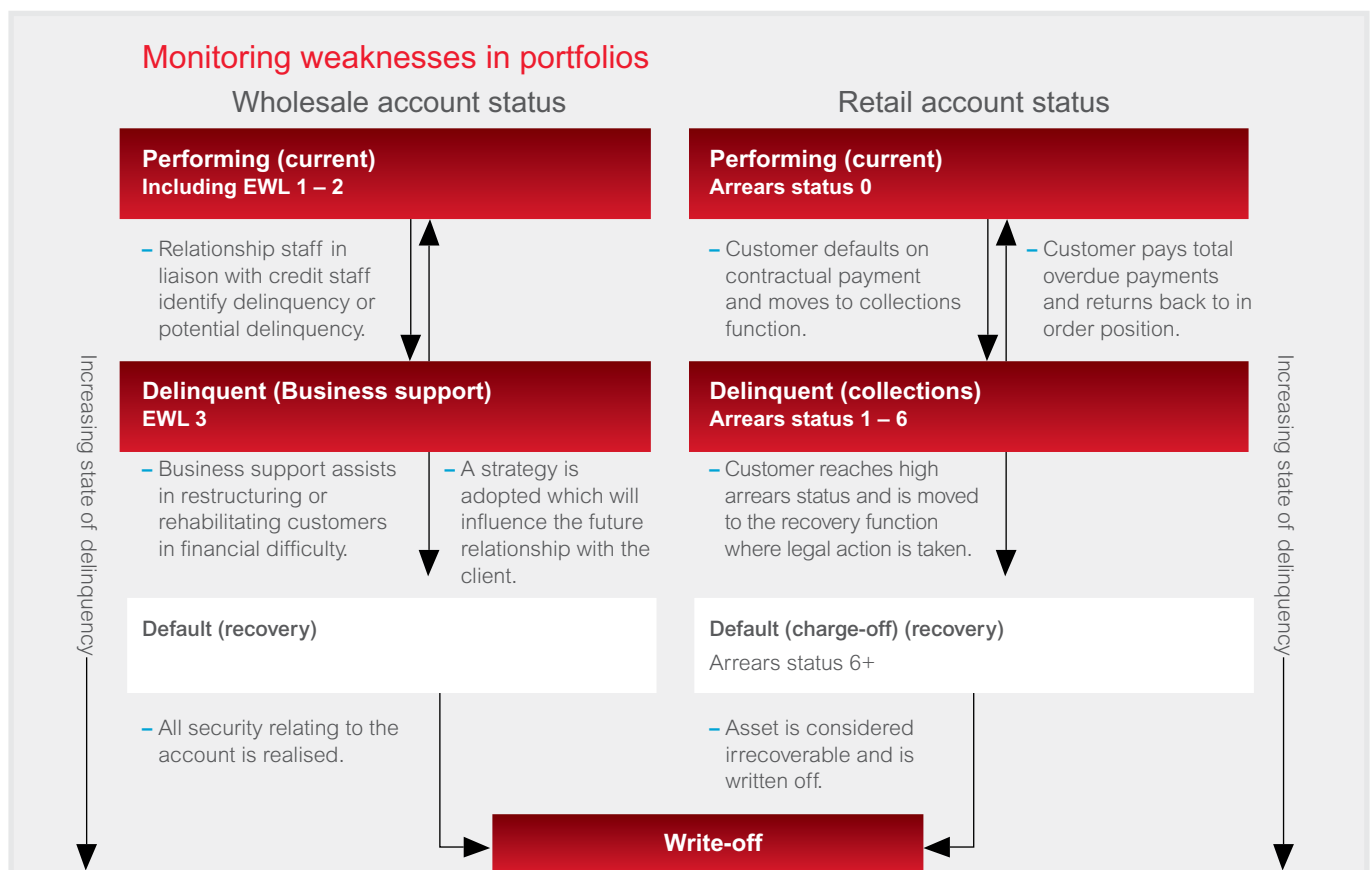 Monitoring weaknesses in portfolios
Wholesale account status
Retail account status
Performing (current)
Including EWL 1 – 2
Performing (current)
Arrears status 0
– Relationship staff in
liaison with credit staff
identify delinquency or
potential delinquency.
– Customer defaults on
contractual payment
and moves to collections
function.
– Customer pays total
overdue payments
and returns back to in
order position.
Increasing state of delinquency
Delinquent (Business support)
EWL 3
Delinquent (collections)
Arrears status 1 – 6
Increasing state of delinquency
– Business support assists
in restructuring or
rehabilitating customers
in financial difficulty.
– A strategy is
adopted which will
influence the future
relationship with the
client.
– Customer reaches high
arrears status and is moved
to the recovery function
where legal action is taken.
Default (recovery)
Default (charge-off) (recovery)
Arrears status 6+
– All security relating to the
account is realised.
– Asset is considered
irrecoverable and is
written off.
Write-off